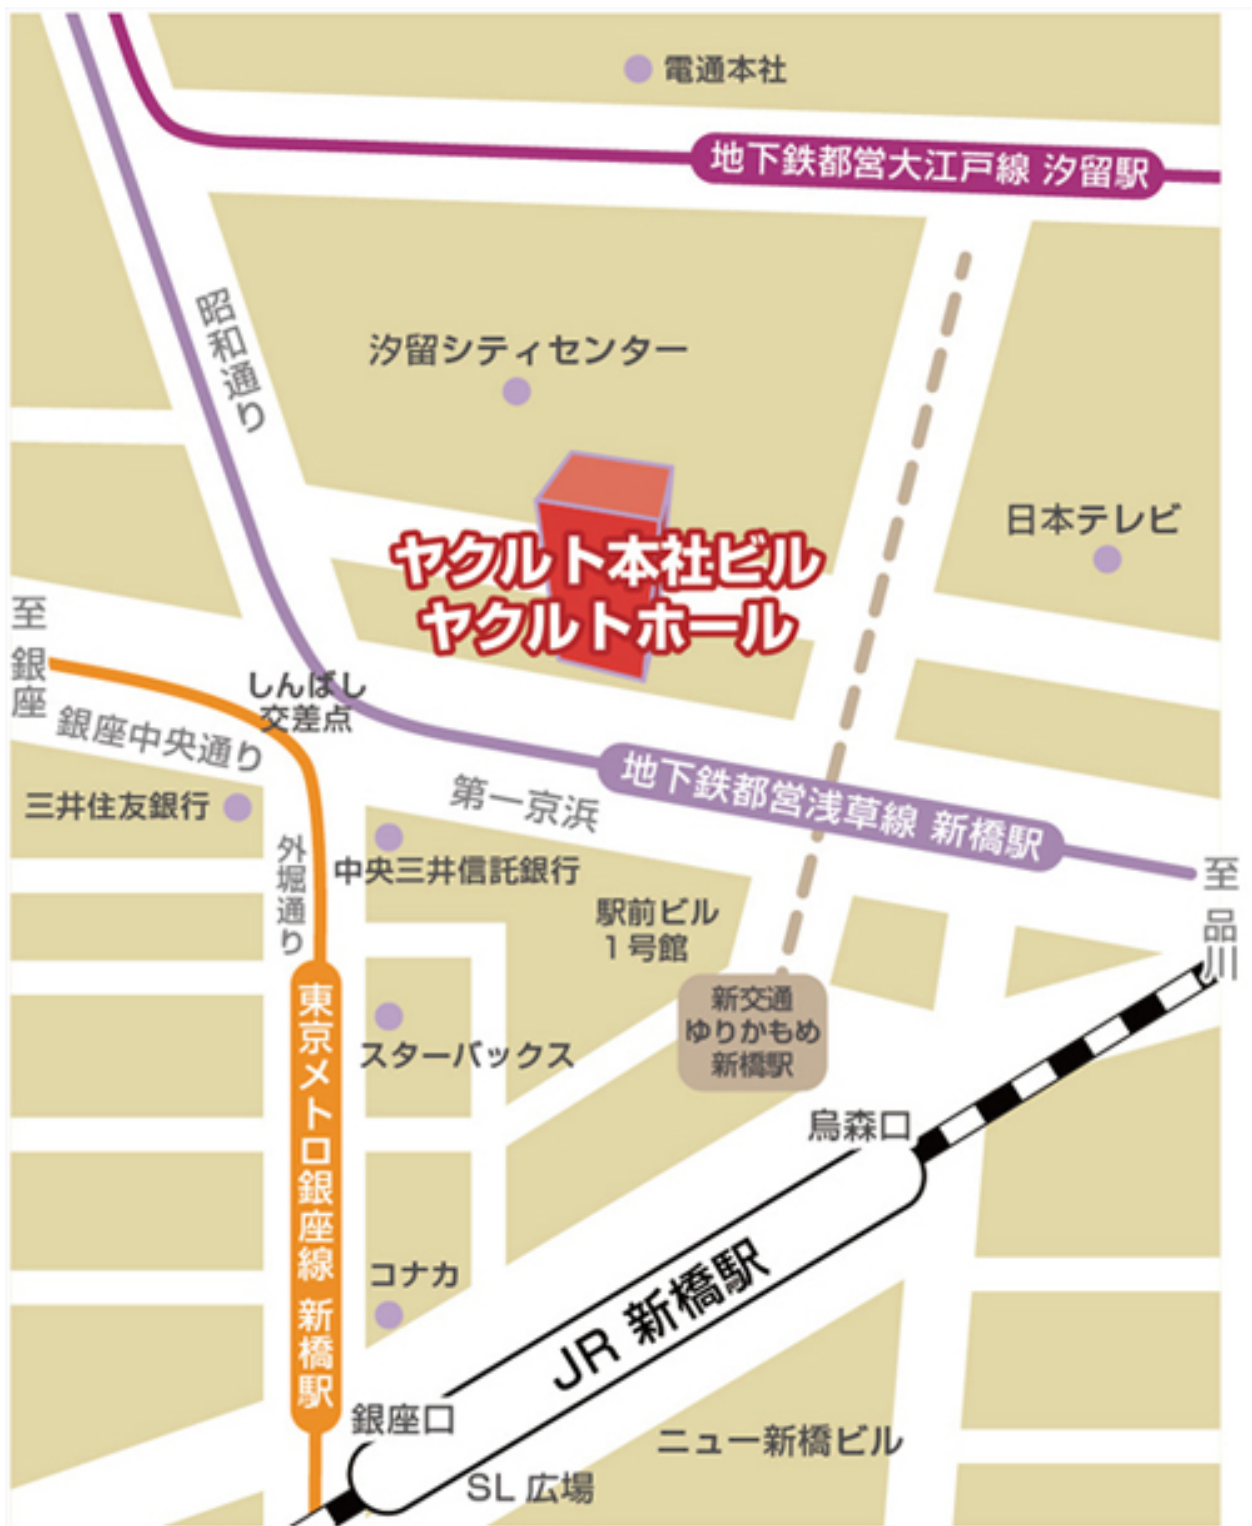 電通本社
地下鉄都営大江戸線 汐留駅
昭和通り
汐留シティセンター
日本テレビ
ヤクルト本社ビル
ヤクルトホール
至 銀座
しんばし
交差点
銀座中央通り
三井住友銀行
第一京浜
地下鉄都営浅草線 新橋駅
至 品川
外堀通り
中央三井信託銀行
駅前ビル
1号館
新交通
ゆりかもめ
新橋駅
東京メトロ銀座線 新橋駅
スターバックス
烏森口
コナカ
JR 新橋駅
銀座口
ニュー新橋ビル
SL 広場